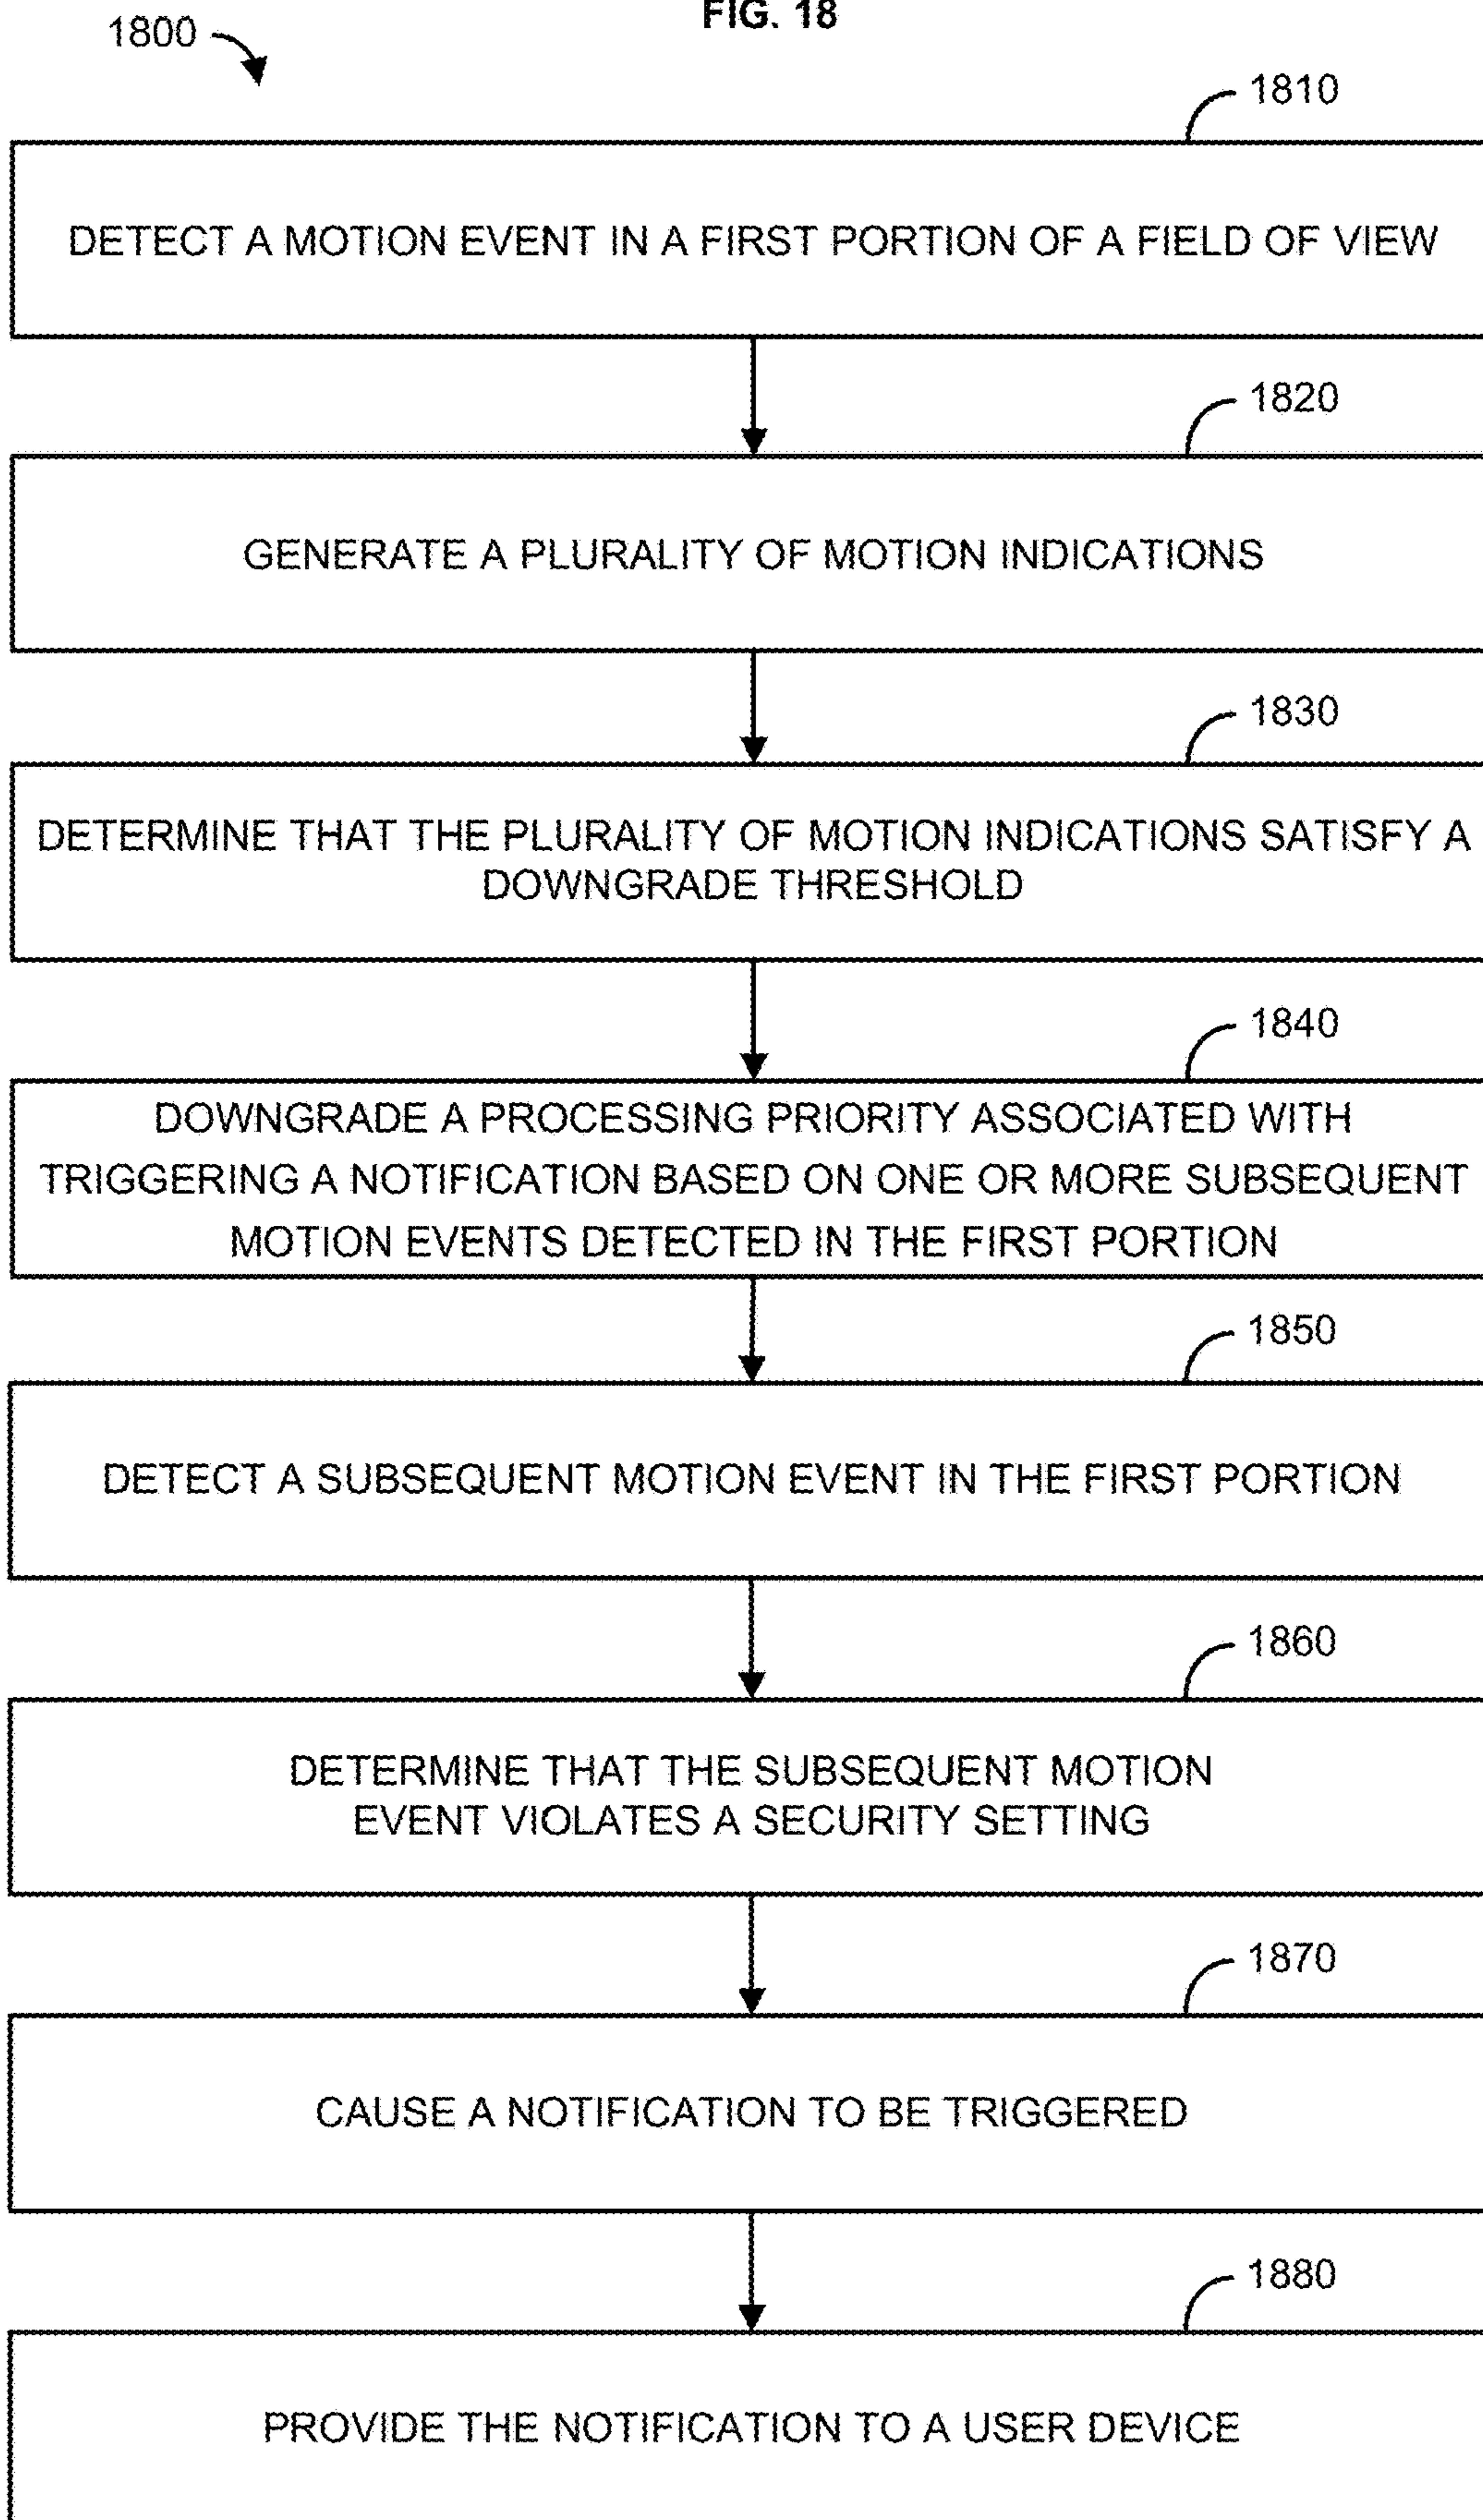 FIG. 18
1800
1810
DETECT A MOTION EVENT IN A FIRST PORTION OF A FIELD OF VIEW
1820
GENERATE A PLURALITY OF MOTION INDICATIONS
1830
DETERMINE THAT THE PLURALITY OF MOTION INDICATIONS SATISFY A
DOWNGRADE THRESHOLD
1840
DOWNGRADE A PROCESSING PRIORITY ASSOCIATED WITH
TRIGGERING A NOTIFICATION BASED ON ONE OR MORE SUBSEQUENT
MOTION EVENTS DETECTED IN THE FIRST PORTION
1850
DETECT A SUBSEQUENT MOTION EVENT IN THE FIRST PORTION
1860
DETERMINE THAT THE SUBSEQUENT MOTION
EVENT VIOLATES A SECURITY SETTING
1870
CAUSE A NOTIFICATION TO BE TRIGGERED
1880
PROVIDE THE NOTIFICATION TO A USER DEVICE